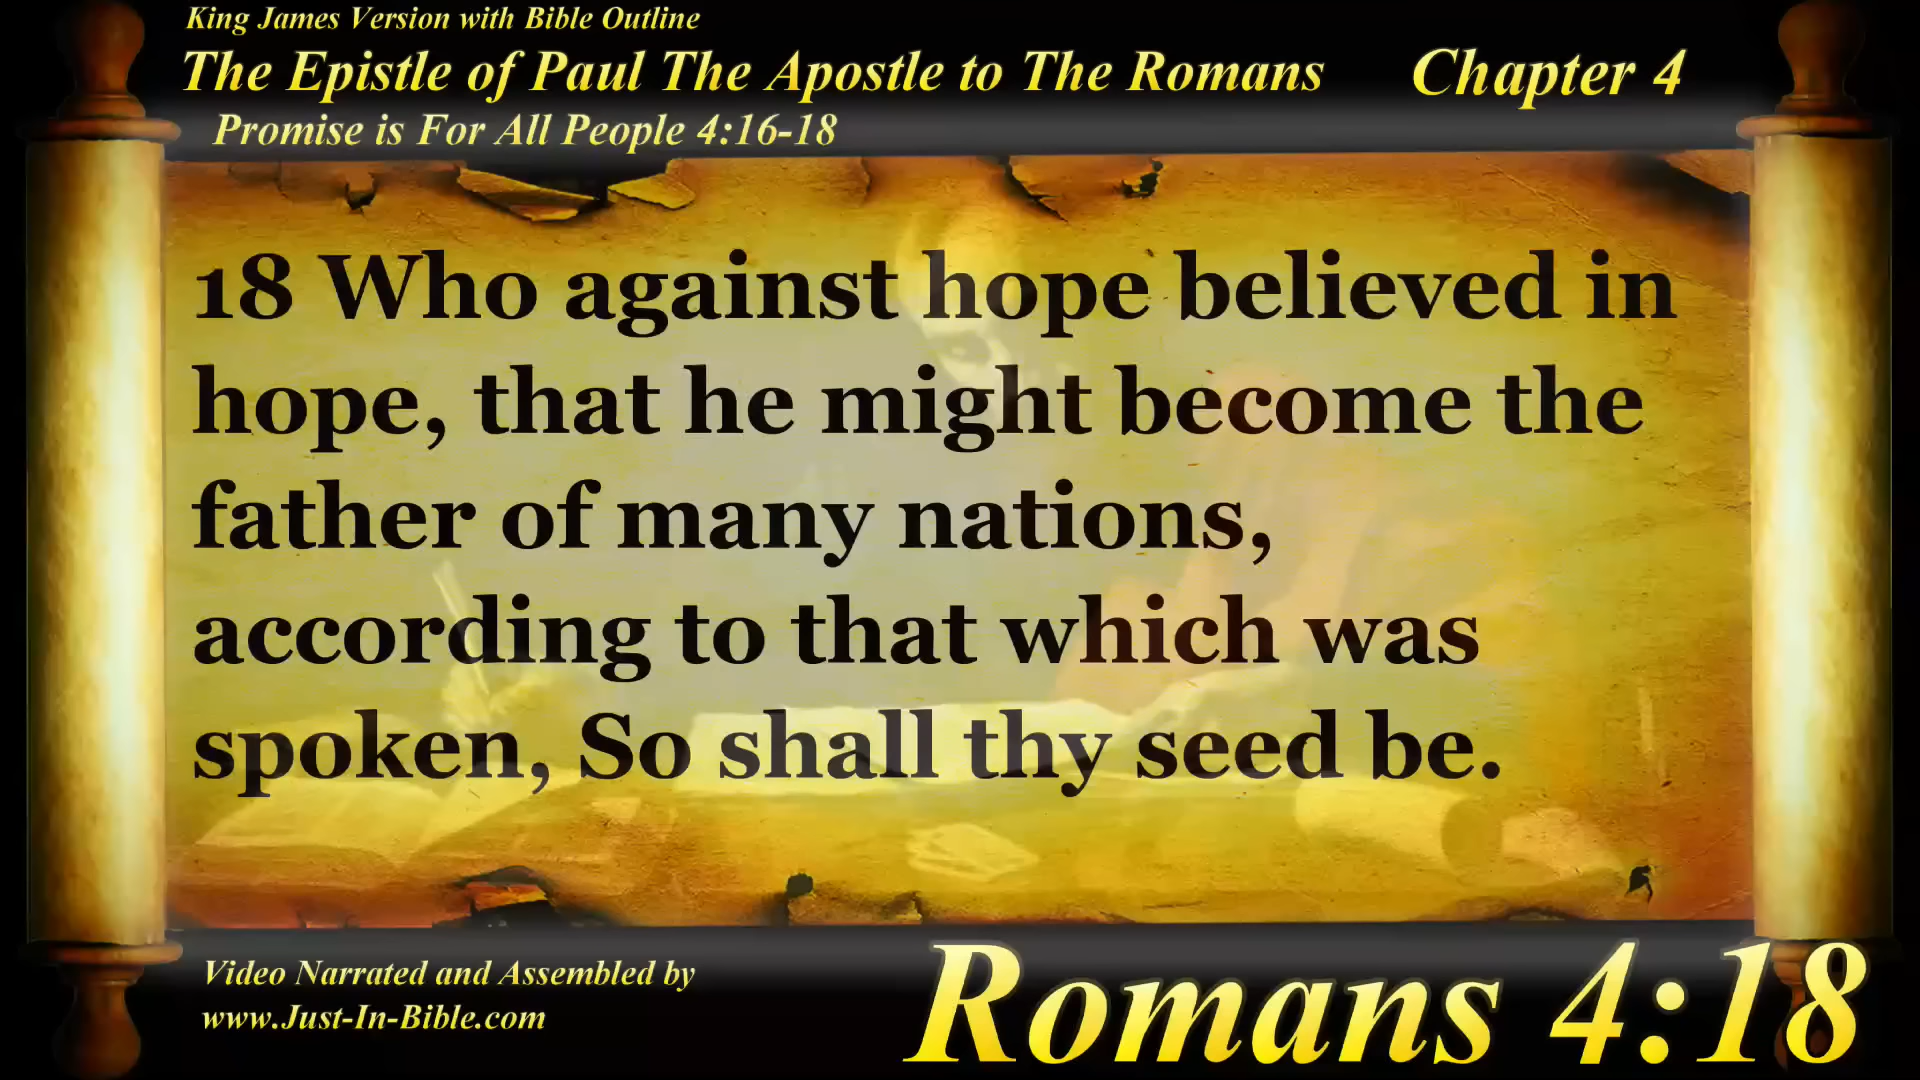 King James Version with Bible Outline
The Epistle of Paul The Apostle to The Romans Chapter 4
Promise is For All People 4:16-18
18 Who against hope believed in
hope, that he might become the
father of many nations,
according to that which was
spoken, So shall thy seed be.
Video Narrated and Assembled by
www.Just-In-Bible.com
Romans 4:18